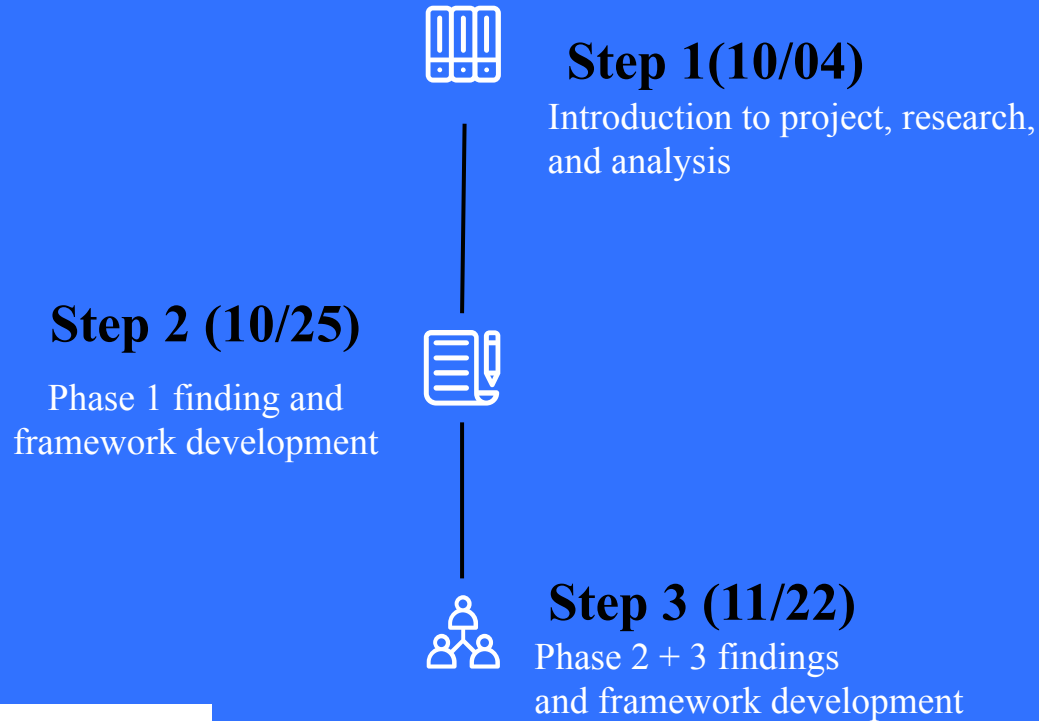 Step 1(10/04)
Introduction to project, research,
and analysis
Step 2 (10/25)
Phase 1 finding and
framework development
Step 3 (11/22)
Phase 2 + 3 findings
and framework development